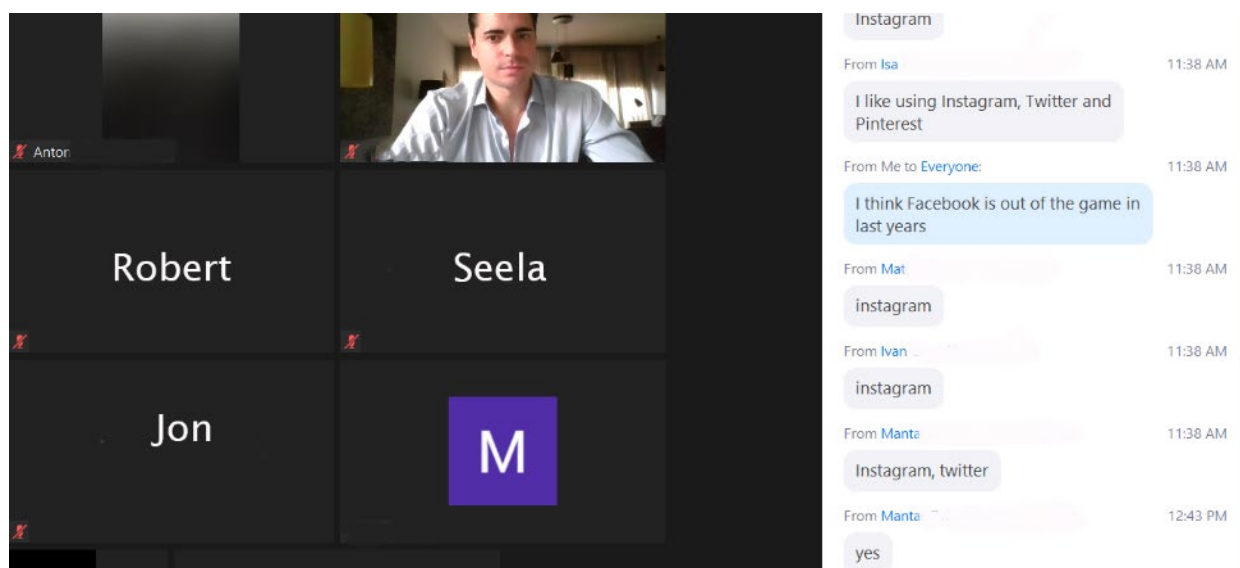 Anton
Robert
Seela
Jon
M
Instagram
From Isa 11:38 AM
I like using Instagram, Twitter and
Pinterest
From Me to Everyone: 11:38 AM
I think Facebook is out of the game in
last years
From Mat 11:38 AM
instagram
From Ivan 11:38 AM
instagram
From Manta 11:38 AM
Instagram, twitter
From Manta 12:43 PM
yes